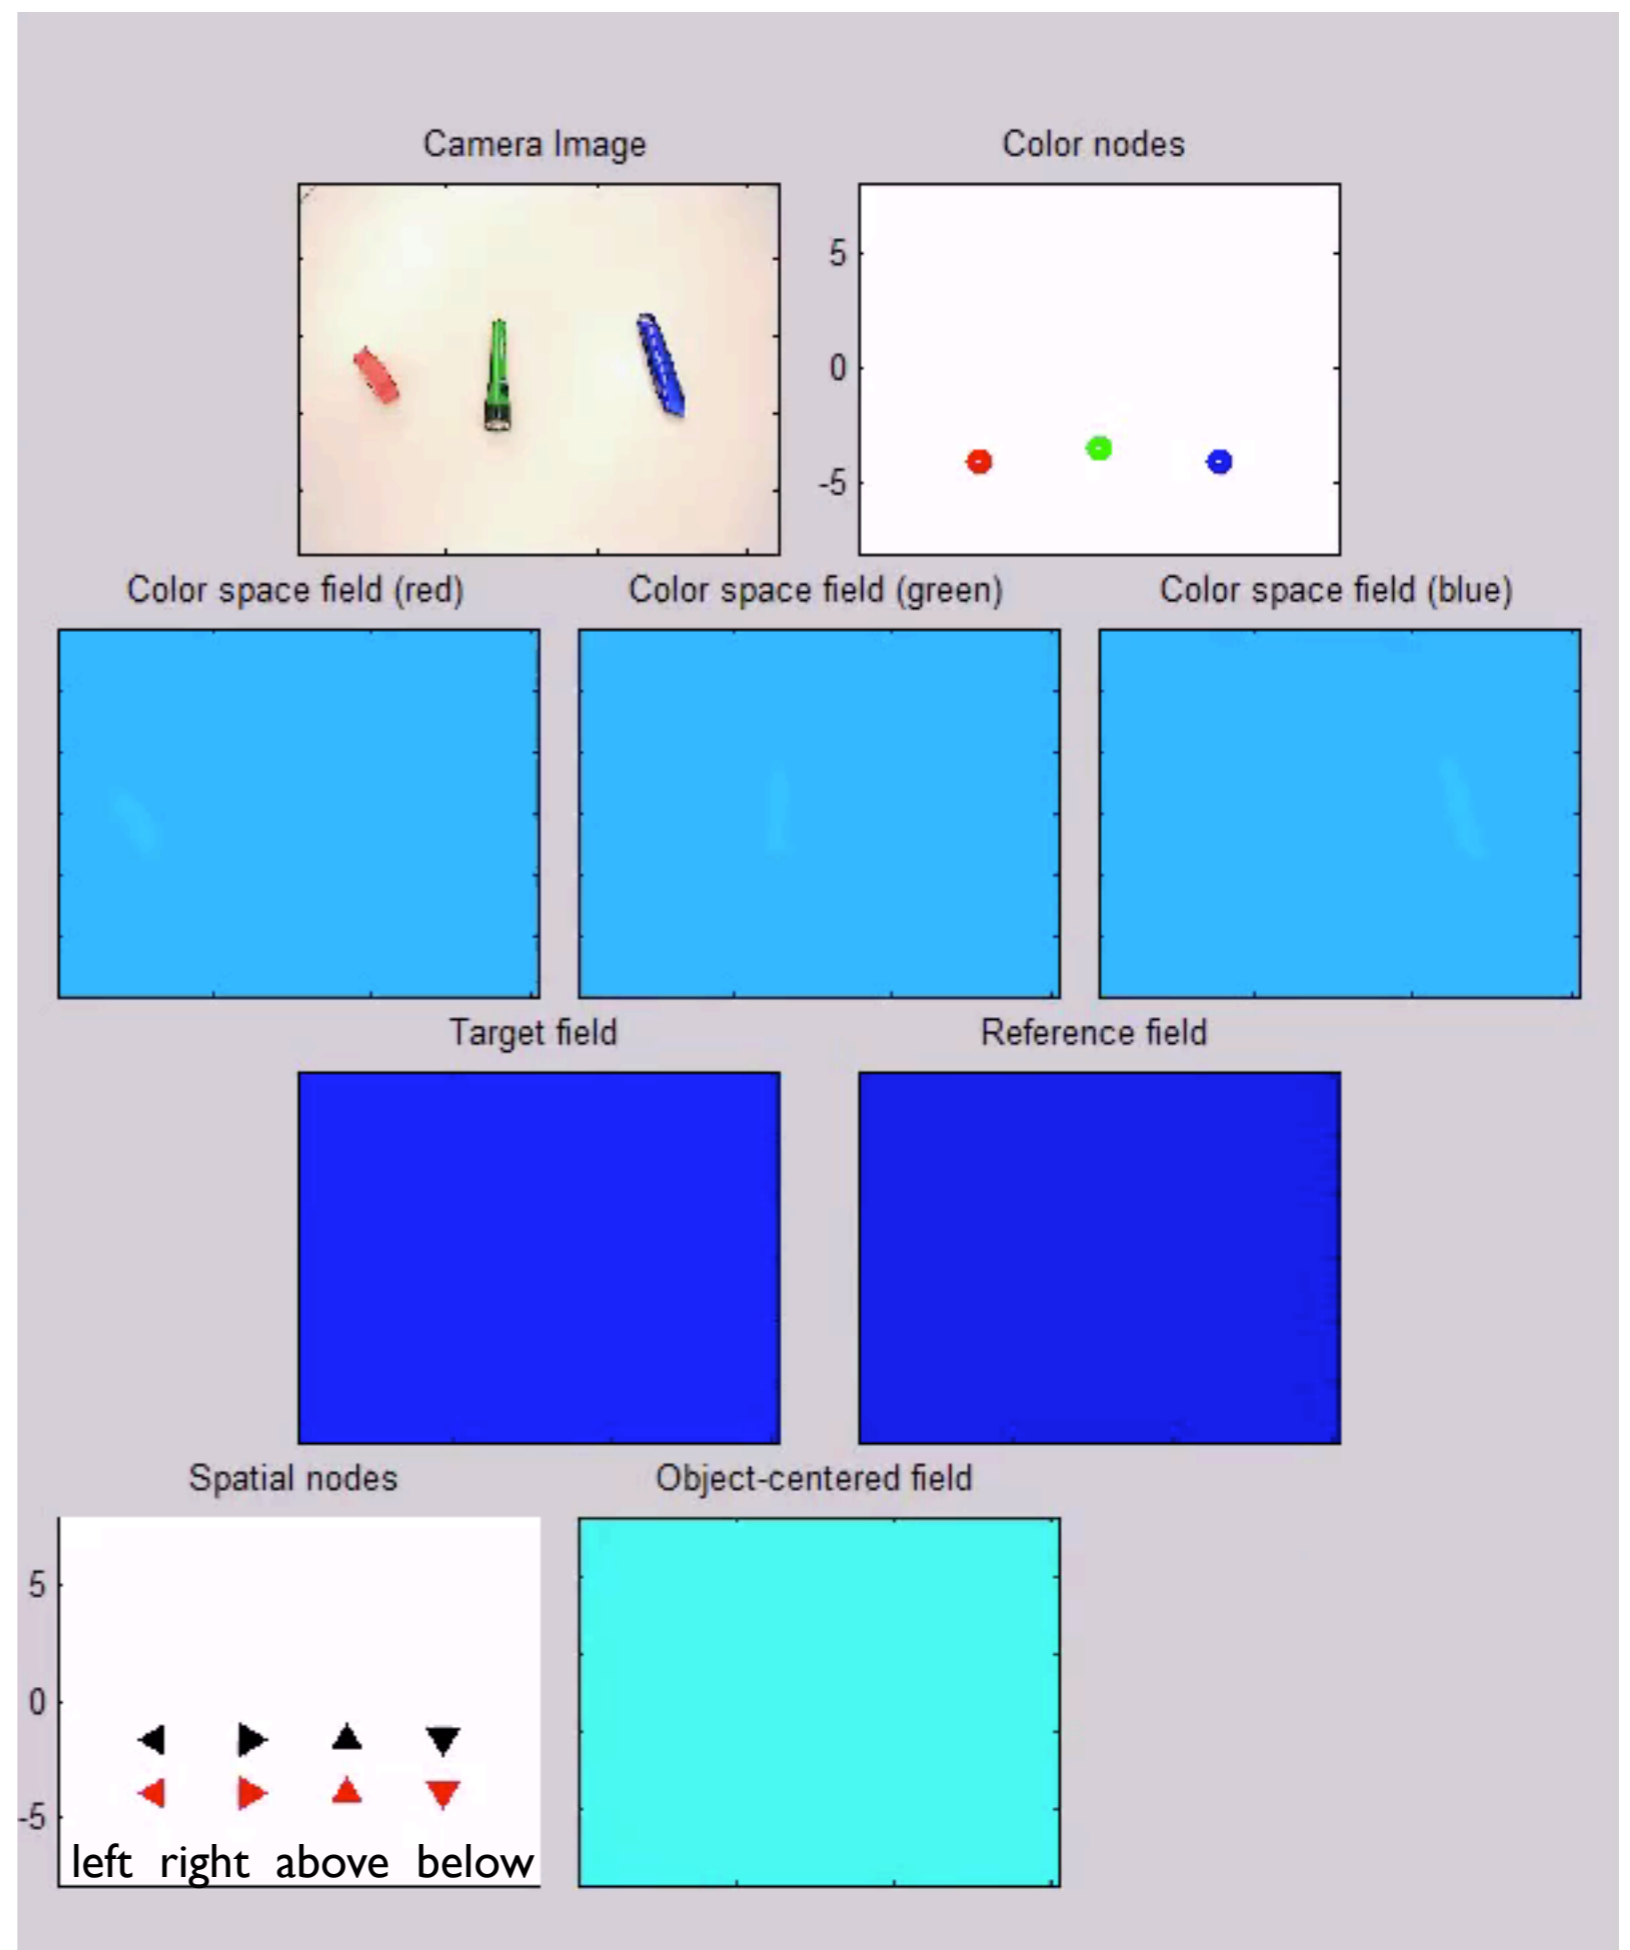 Camera Image
Color nodes
5
0
-5
Color space field (red)
Color space field (green)
Color space field (blue)
Target field
Reference field
Spatial nodes
Object-centered field
5
0
-5
left right above below